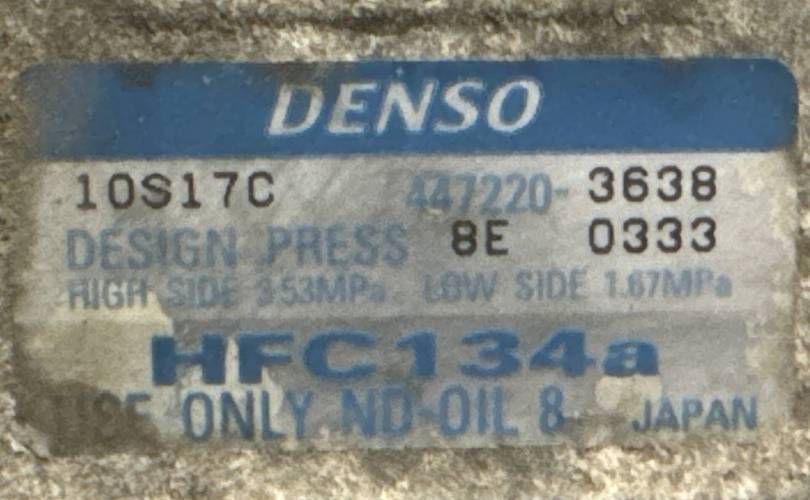 DENSO
10S17C 447220-3638
DESIGN PRESS 8E 0333
HIGH SIDE 3.53MPa LOW SIDE 1.67MPa
HFC134a
USE ONLY ND-OIL 8 JAPAN